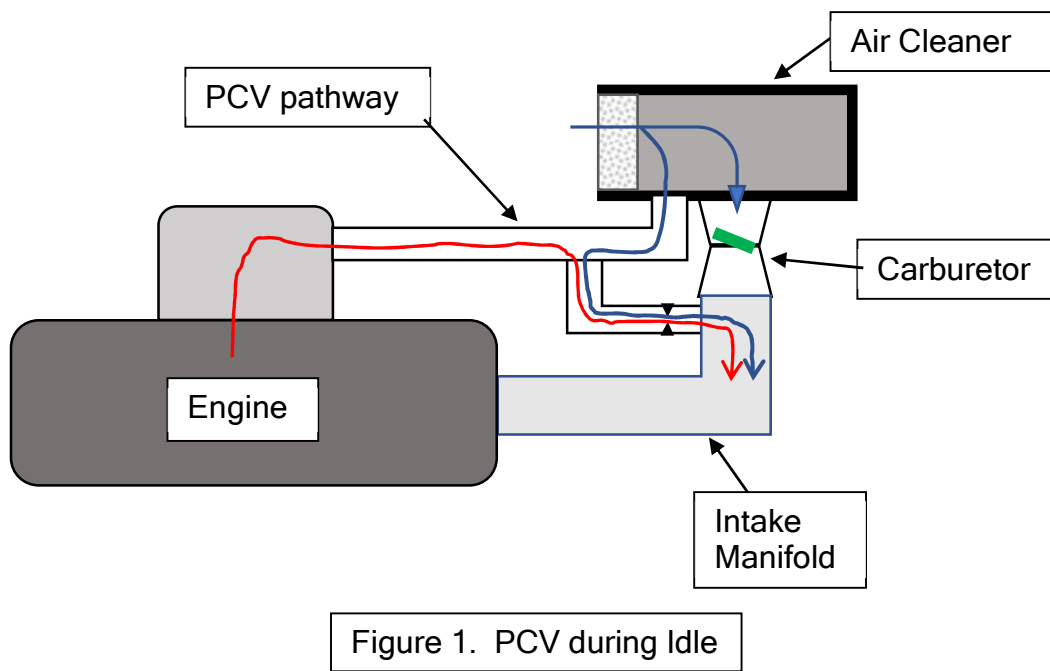 Air Cleaner
PCV pathway
Carburetor
Engine
Intake
Manifold
Figure 1.  PCV during Idle